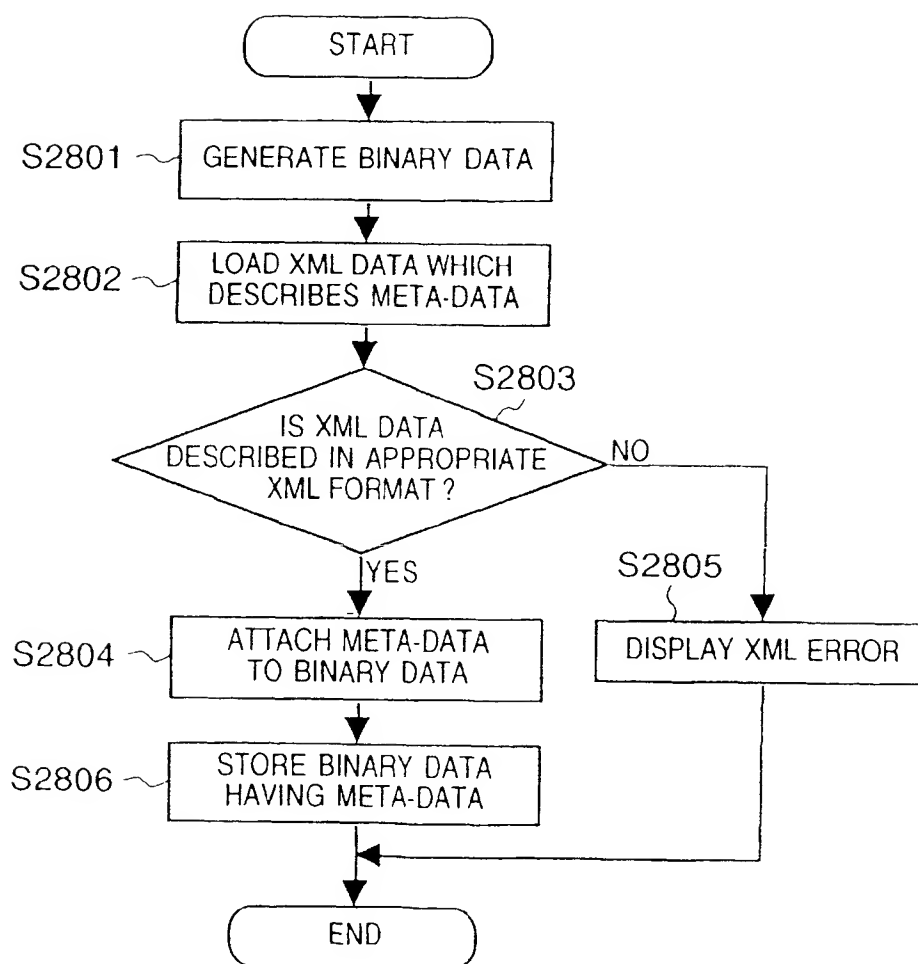 START
S2801
GENERATE BINARY DATA
S2802
LOAD XML DATA WHICH
DESCRIBES META-DATA
S2803
IS XML DATA
DESCRIBED IN APPROPRIATE
XML FORMAT ?
NO
YES
S2805
S2804
ATTACH META-DATA
TO BINARY DATA
DISPLAY XML ERROR
S2806
STORE BINARY DATA
HAVING META-DATA
END